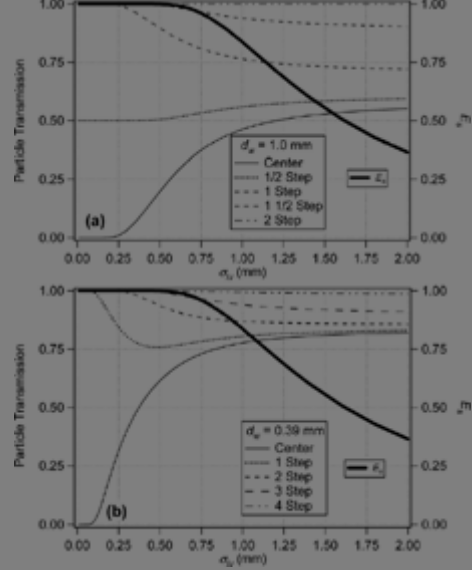 1.00
0.75
0.50
0.25
0.00
Particle Transmission
1.00
0.75
0.50
0.25
0.00
0.00 0.25 0.50 0.75 1.00 1.25 1.50 1.75 2.00
(mm)
(a)
= 1.0 mm
Center
1/2 Step
1 Step
1 1/2 Step
2 Step
1.00
0.75
0.50
0.25
0.00
Particle Transmission
1.00
0.75
0.50
0.25
0.00
0.00 0.25 0.50 0.75 1.00 1.25 1.50 1.75 2.00
(mm)
(b)
= 0.39 mm
Center
1 Step
2 Step
3 Step
4 Step